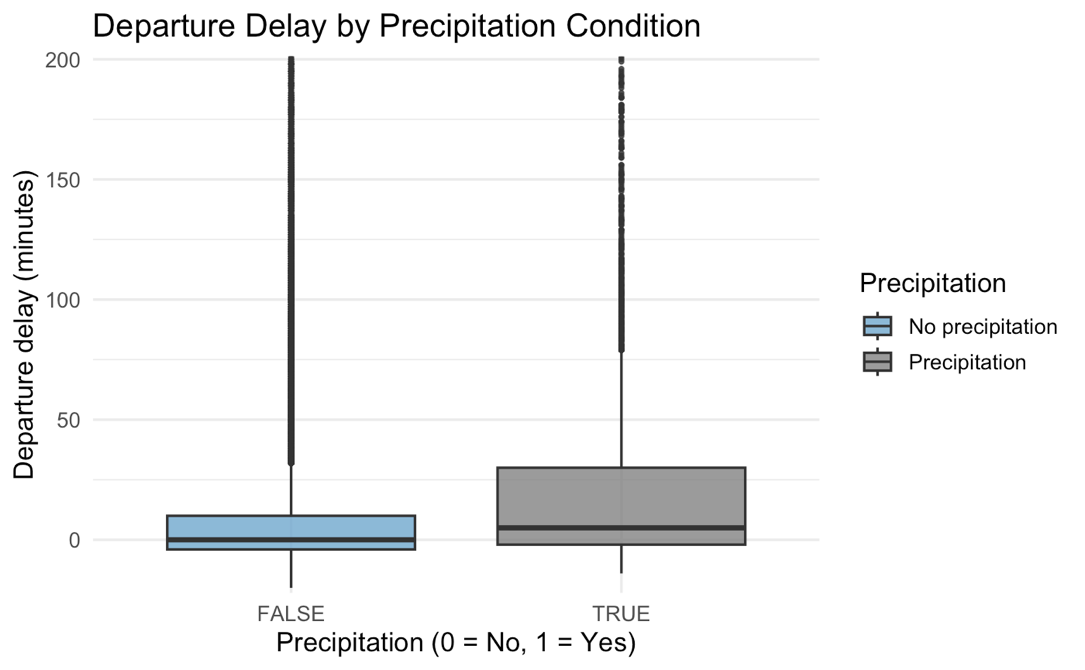 Departure Delay by Precipitation Condition
Departure delay (minutes)
200
150
100
50
0
FALSE
TRUE
Precipitation (0 = No, 1 = Yes)
Precipitation
No precipitation
Precipitation